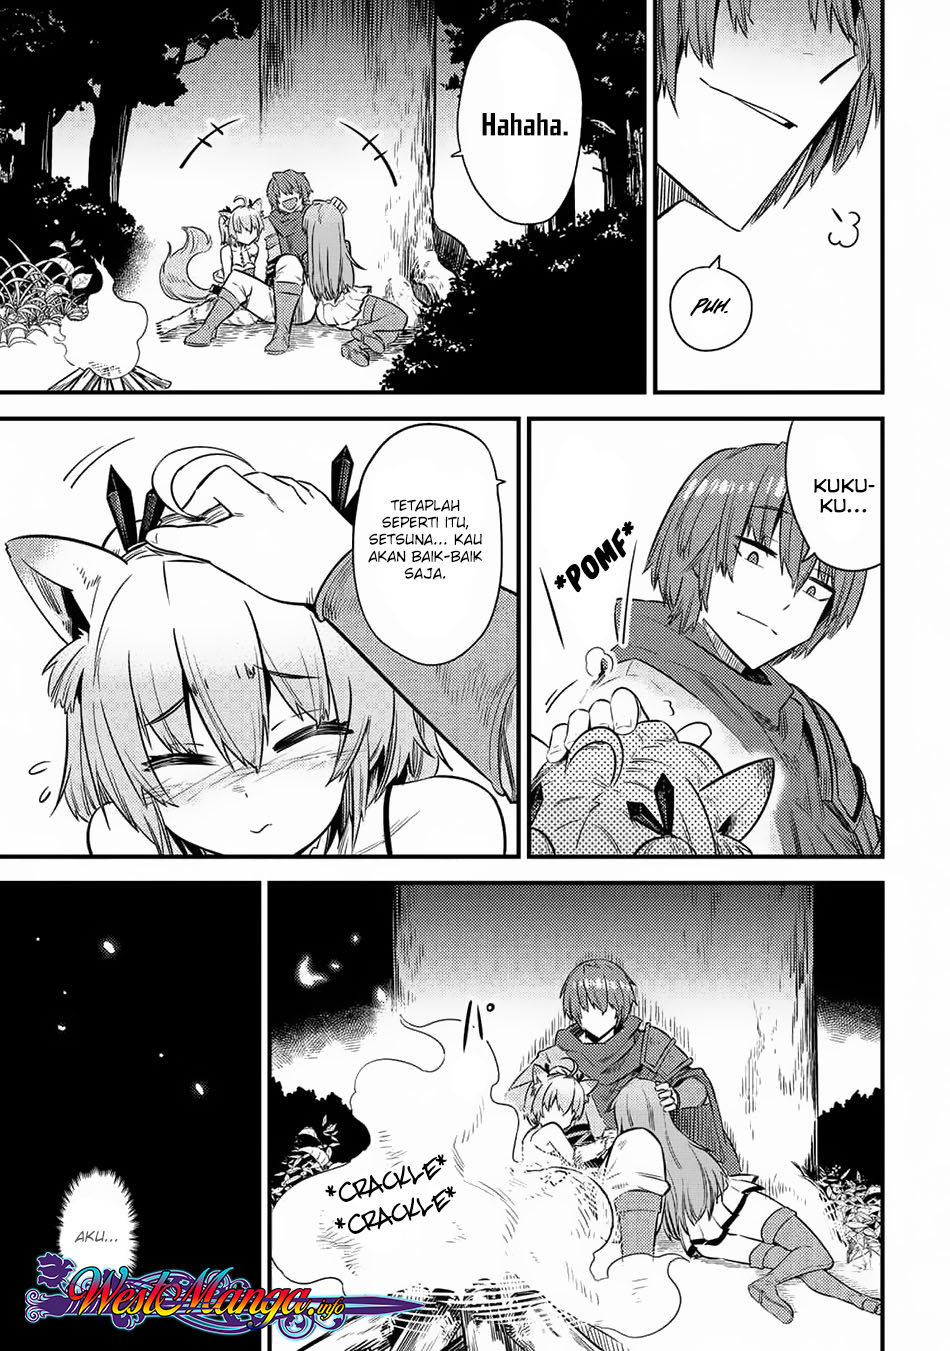 PUH.
Hahaha.
KUKU-
KU...
*POMF*
TETAPLAH
SEPERTI ITU,
SETSUNA... KAU
AKAN BAIK-BAIK
SAJA.
*CRACKLE*
*CRACKLE*
AKU...
WestManga.info